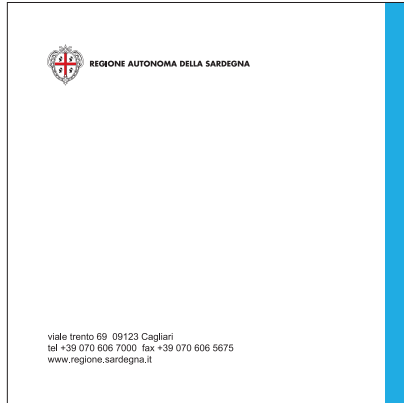 REGIONE AUTONOMA DELLA SARDEGNA
viale trento 69 09123 Cagliari
tel +39 070 606 7000 fax +39 070 606 5675
www.regione.sardegna.it